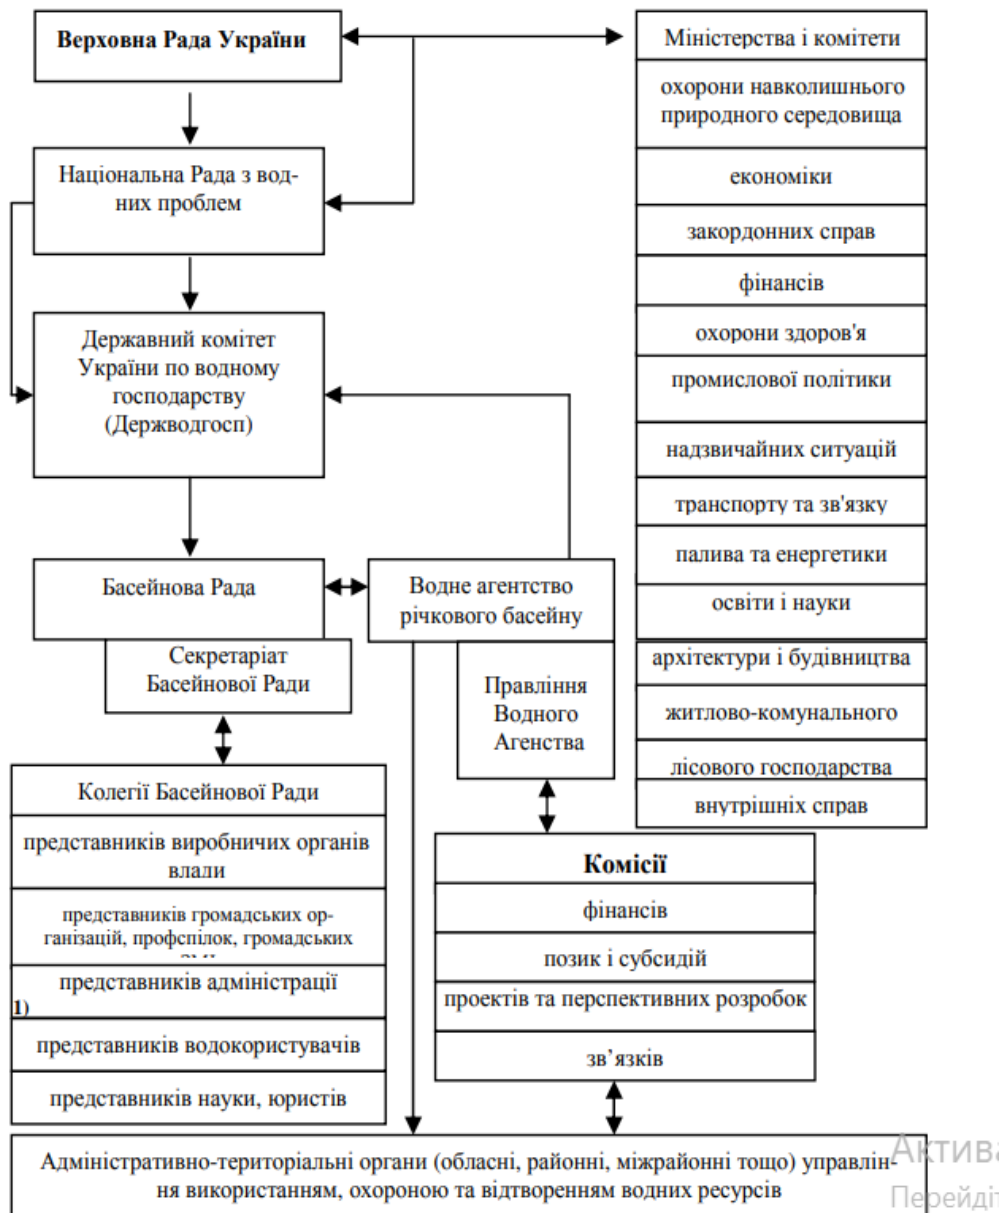 Верховна Рада України
Національна Рада з вод-
них проблем
Державний комітет
України по водному
господарству
(Держводгосп)
Басейнова Рада
Секретаріат
Басейнової Ради
Водне агентство
річкового басейну
Правління
Водного
Агенства
Колегії Басейнової Ради
представників виробничих органів
влади
представників громадських ор-
ганізацій, профспілок, громадських
представників адміністрації
1)
представників водокористувачів
представників науки, юристів
Комісії
фінансів
позик і субсидій
проектів та перспективних розробок
зв’язків
Міністерства і комітети
охорони навколишнього
природного середовища
економіки
закордонних справ
фінансів
охорони здоров'я
промислової політики
надзвичайних ситуацій
транспорту та зв'язку
палива та енергетики
освіти і науки
архітектури і будівництва
житлово-комунального
лісового господарства
внутрішніх справ
Адміністративно-територіальні органи (обласні, районні, міжрайонні тощо) управлін-
ня використанням, охороною та відтворенням водних ресурсів
Актива
Перейдіт